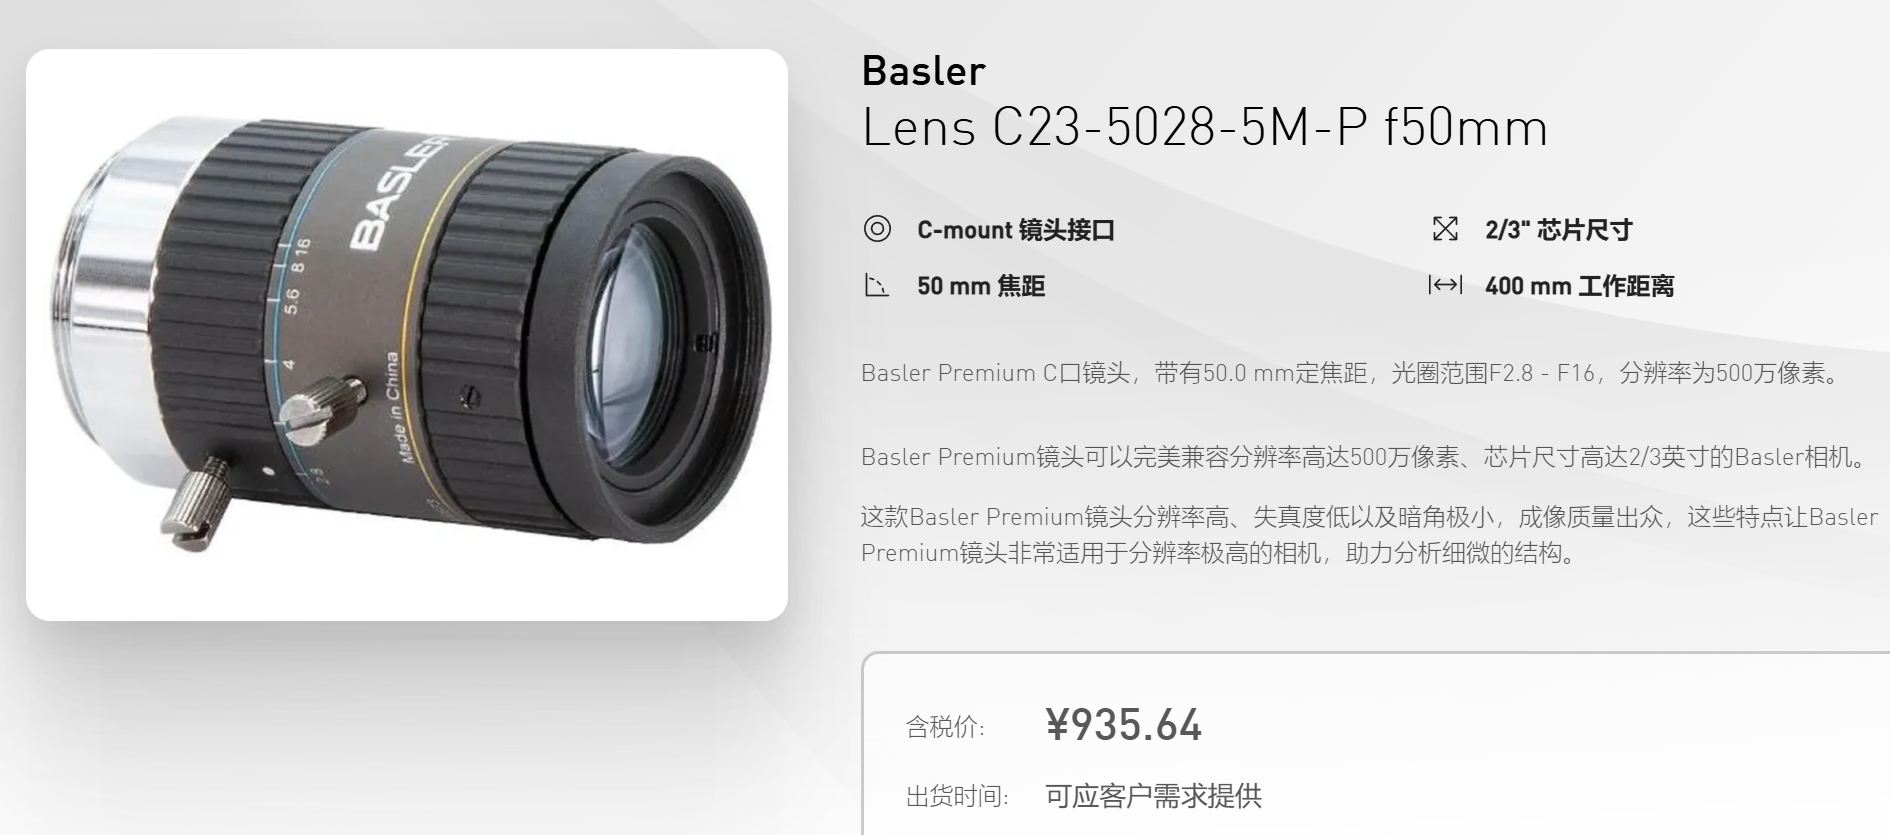 Basler
Lens C23-5028-5M-P f50mm
C-mount 镜头接口
2/3" 芯片尺寸
50 mm 焦距
400 mm 工作距离
Basler Premium C口镜头，带有50.0 mm定焦距，光圈范围F2.8 - F16，分辨率为500万像素。
Basler Premium镜头可以完美兼容分辨率高达500万像素、芯片尺寸高达2/3英寸的Basler相机。
这款Basler Premium镜头分辨率高、失真度低以及暗角极小，成像质量出众，这些特点让Basler
Premium镜头非常适用于分辨率极高的相机，助力分析细微的结构。
含税价:
¥935.64
出货时间:
可应客户需求提供
BASLER
16
8
5.6
4
2.8
Made in China